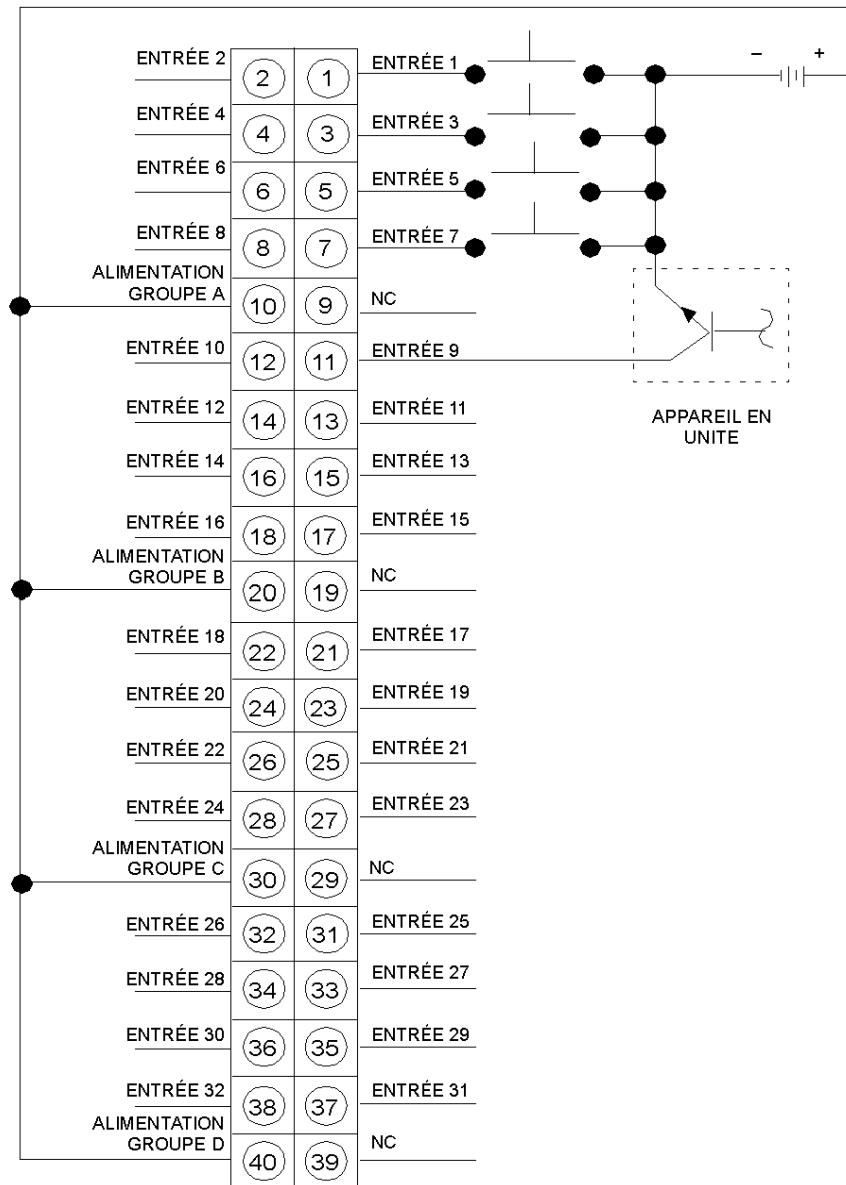 − +
ENTRÉE 2 2 1 ENTRÉE 1
ENTRÉE 4 4 3 ENTRÉE 3
ENTRÉE 6 6 5 ENTRÉE 5
ENTRÉE 8 8 7 ENTRÉE 7
ALIMENTATION
GROUPE A 10 9 NC
ENTRÉE 10 12 11 ENTRÉE 9
ENTRÉE 12 14 13 ENTRÉE 11
APPAREIL EN
UNITE
ENTRÉE 14 16 15 ENTRÉE 13
ENTRÉE 16 18 17 ENTRÉE 15
ALIMENTATION
GROUPE B 20 19 NC
ENTRÉE 18 22 21 ENTRÉE 17
ENTRÉE 20 24 23 ENTRÉE 19
ENTRÉE 22 26 25 ENTRÉE 21
ENTRÉE 24 28 27 ENTRÉE 23
ALIMENTATION
GROUPE C 30 29 NC
ENTRÉE 26 32 31 ENTRÉE 25
ENTRÉE 28 34 33 ENTRÉE 27
ENTRÉE 30 36 35 ENTRÉE 29
ENTRÉE 32 38 37 ENTRÉE 31
ALIMENTATION
GROUPE D 40 39 NC